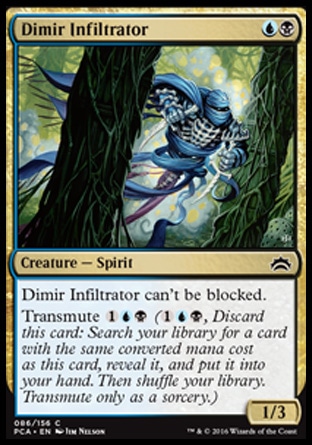 Dimir Infiltrator
Creature — Spirit
Dimir Infiltrator can't be blocked.
Transmute 1 (1, Discard
this card: Search your library for a card
with the same converted mana cost
as this card, reveal it, and put it into
your hand. Then shuffle your library.
Transmute only as a sorcery.)
1/3
086/156 C
PCA • EN Jim Nelson
™ & © 2016 Wizards of the Coast